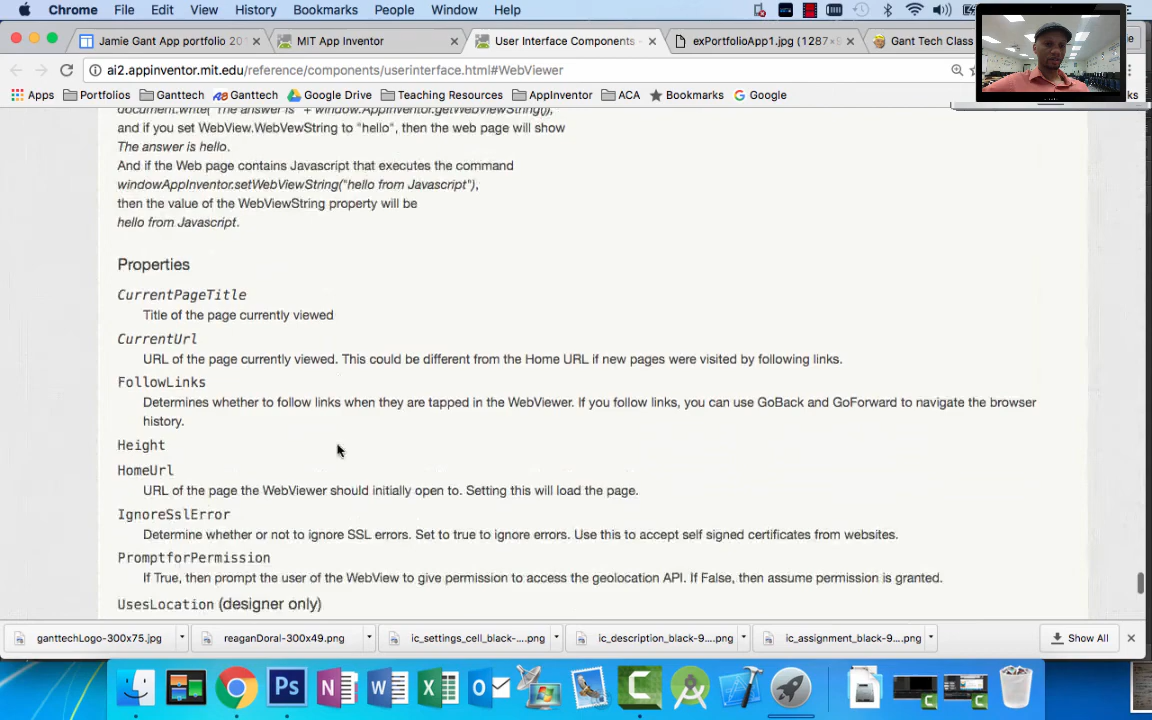 Chrome File Edit View History Bookmarks People Window Help
Jamie Gant App portfolio 201
MIT App Inventor
User Interface Components
exPortfolioApp1.jpg (1287×9
Gant Tech Class
ai2.appinventor.mit.edu/reference/components/userinterface.html#WebViewer
Apps Portfolios Ganttech Ganttech Google Drive Teaching Resources AppInventor ACA Bookmarks Google
document.write("The answer is" + window.AppInventor.getWebViewString());
and if you set WebView.WebVewString to "hello", then the web page will show
The answer is hello.
And if the Web page contains Javascript that executes the command
windowAppInventor.setWebViewString("hello from Javascript"),
then the value of the WebViewString property will be
hello from Javascript.
Properties
CurrentPageTitle
Title of the page currently viewed
CurrentUrl
URL of the page currently viewed. This could be different from the Home URL if new pages were visited by following links.
FollowLinks
Determines whether to follow links when they are tapped in the WebViewer. If you follow links, you can use GoBack and GoForward to navigate the browser
history.
Height
HomeUrl
URL of the page the WebViewer should initially open to. Setting this will load the page.
IgnoreSslError
Determine whether or not to ignore SSL errors. Set to true to ignore errors. Use this to accept self signed certificates from websites.
PromptforPermission
If True, then prompt the user of the WebView to give permission to access the geolocation API. If False, then assume permission is granted.
UsesLocation (designer only)
ganttechLogo-300x75.jpg
reaganDoral-300x49.png
ic_settings_cell_black-....png
ic_description_black-9....png
ic_assignment_black-9....png
Show All